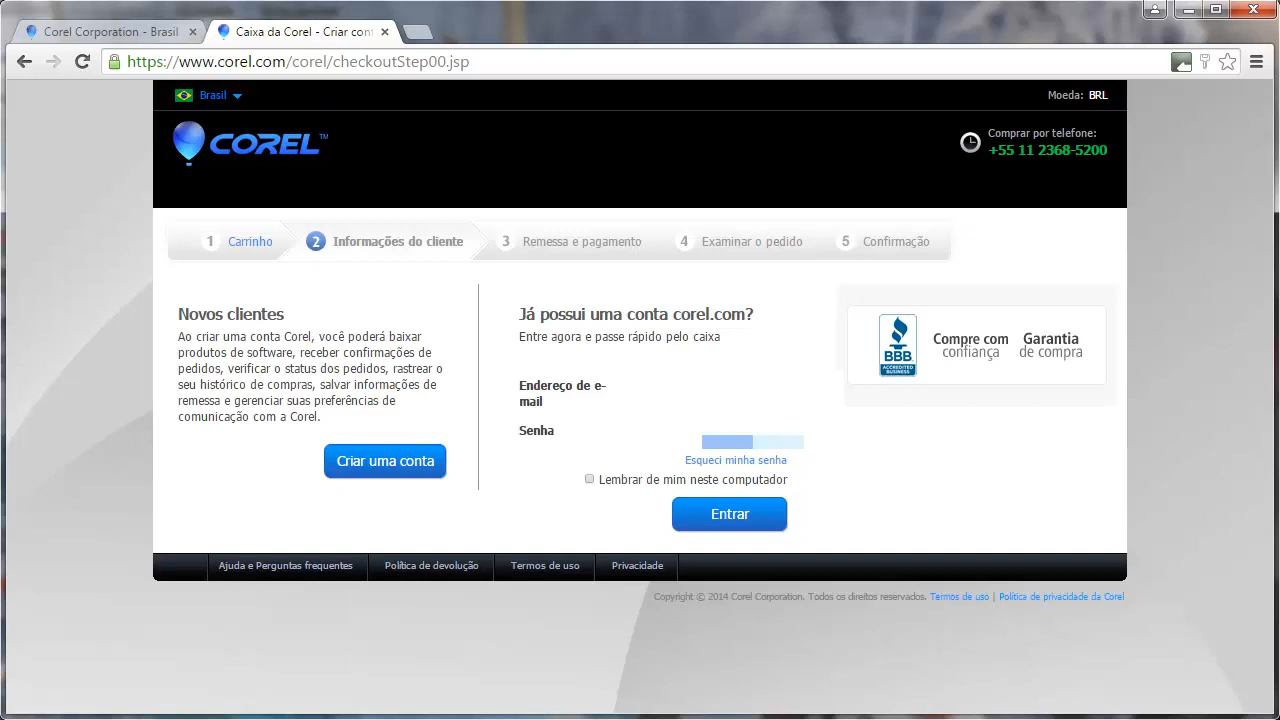 Corel Corporation - Brasil
Caixa da Corel - Criar cont
https://www.corel.com/corel/checkoutStep00.jsp
Brasil
Moeda: BRL
COREL™
Comprar por telefone:
+55 11 2368-5200
1 Carrinho
2 Informações do cliente
3 Remessa e pagamento
4 Examinar o pedido
5 Confirmação
Novos clientes
Ao criar uma conta Corel, você poderá baixar
produtos de software, receber confirmações de
pedidos, verificar o status dos pedidos, rastrear o
seu histórico de compras, salvar informações de
remessa e gerenciar suas preferências de
comunicação com a Corel.
Criar uma conta
Já possui uma conta corel.com?
Entre agora e passe rápido pelo caixa
Endereço de e-
mail
Senha
Esqueci minha senha
Lembrar de mim neste computador
Entrar
BBB.
ACCREDITED
BUSINESS
Compre com
confiança
Garantia
de compra
Ajuda e Perguntas frequentes
Política de devolução
Termos de uso
Privacidade
Copyright © 2014 Corel Corporation. Todos os direitos reservados. Termos de uso | Política de privacidade da Corel